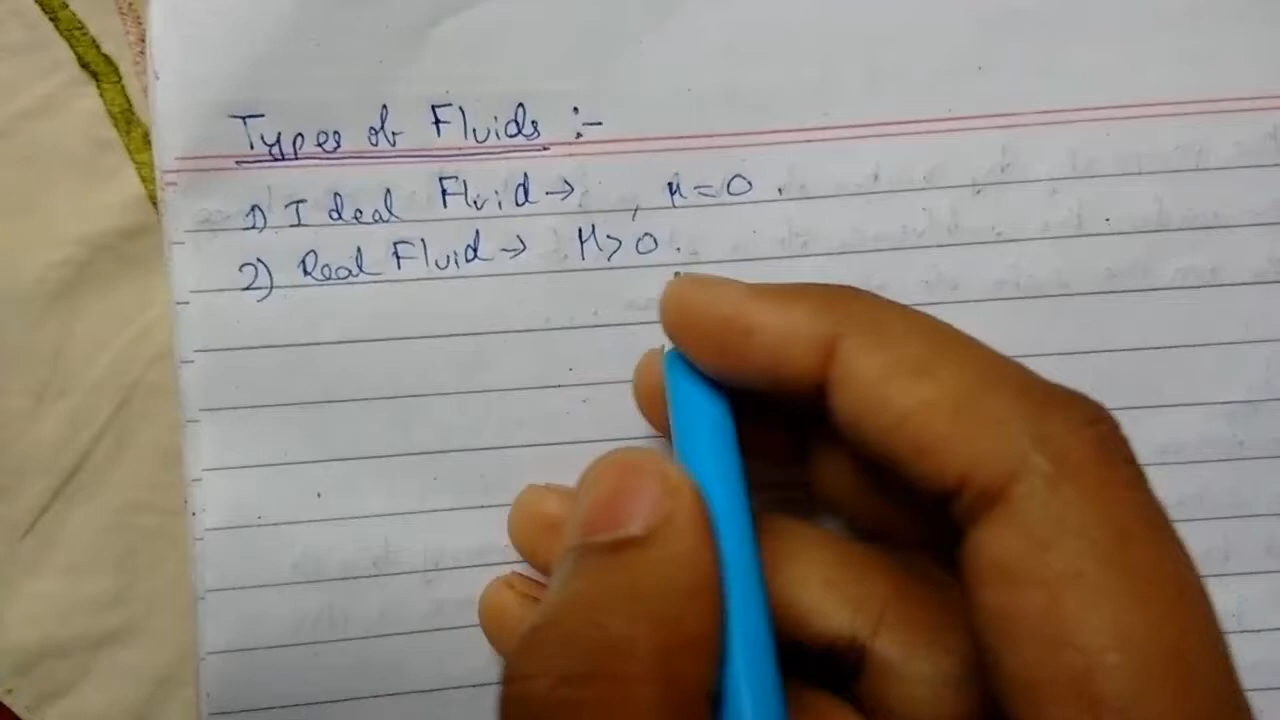 Types of Fluids :-
1) Ideal Fluid → , μ = 0 .
2) Real Fluid → μ > 0 .